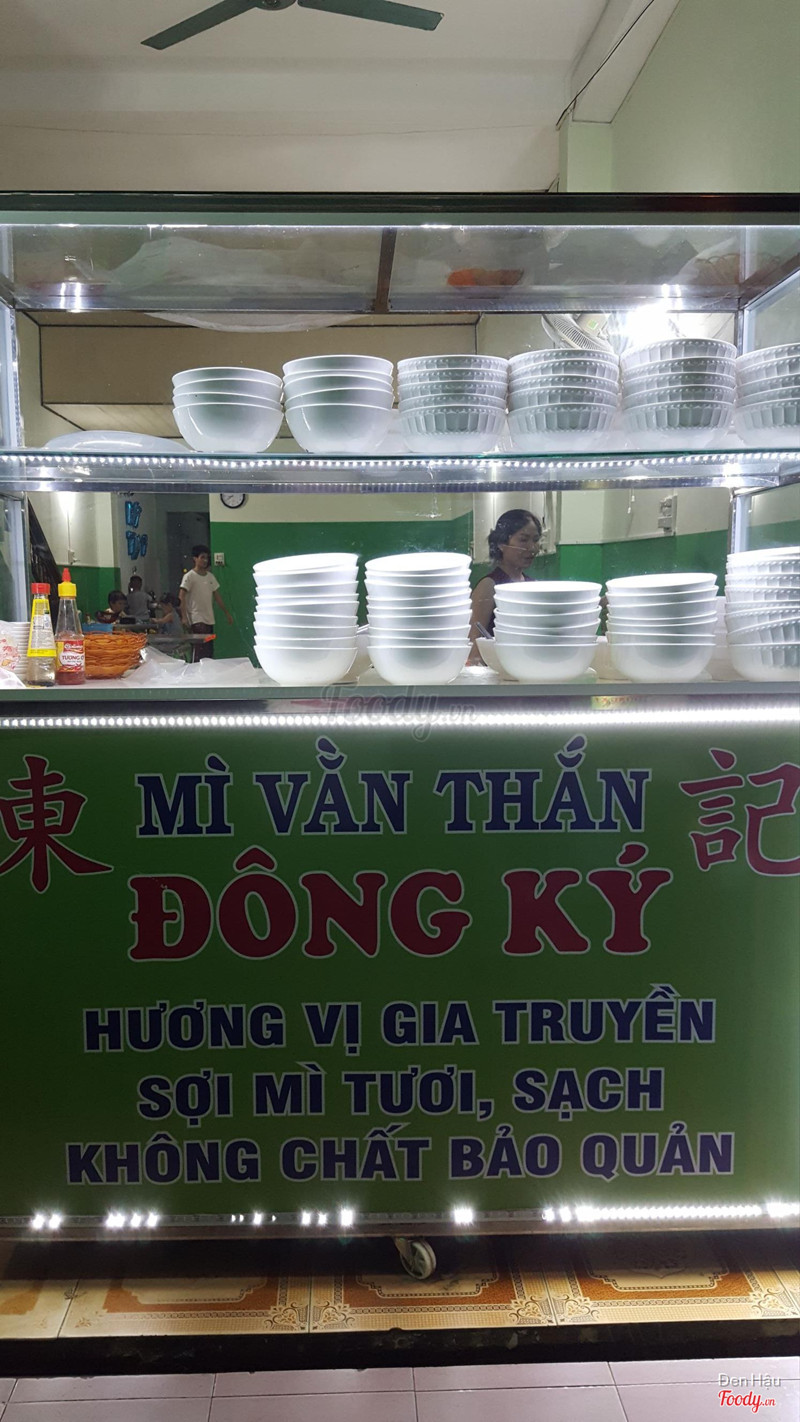 Foody.vn
東 MÌ VẰN THẮN 記
ĐÔNG KÝ
HƯƠNG VỊ GIA TRUYỀN
SỢI MÌ TƯƠI, SẠCH
KHÔNG CHẤT BẢO QUẢN
Den Hậu
Foody.vn